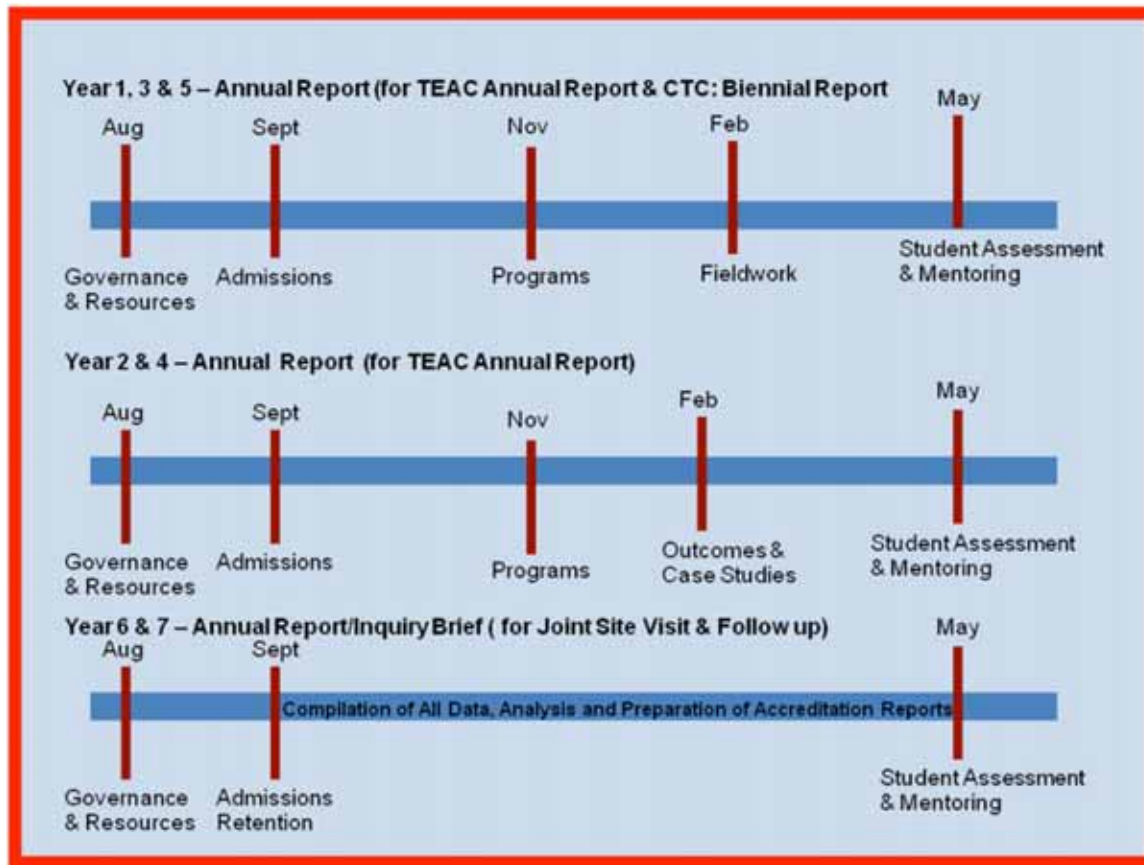 Year 1, 3 & 5 – Annual Report (for TEAC Annual Report & CTC: Biennial Report
Aug
Sept
Nov
Feb
May
Governance
& Resources
Admissions
Programs
Fieldwork
Student Assessment
& Mentoring
Year 2 & 4 – Annual Report (for TEAC Annual Report)
Aug
Sept
Nov
Feb
May
Governance
& Resources
Admissions
Programs
Outcomes &
Case Studies
Student Assessment
& Mentoring
Year 6 & 7 – Annual Report/Inquiry Brief ( for Joint Site Visit & Follow up)
Aug
Sept
May
Compilation of All Data, Analysis and Preparation of Accreditation Reports
Governance
& Resources
Admissions
Retention
Student Assessment
& Mentoring